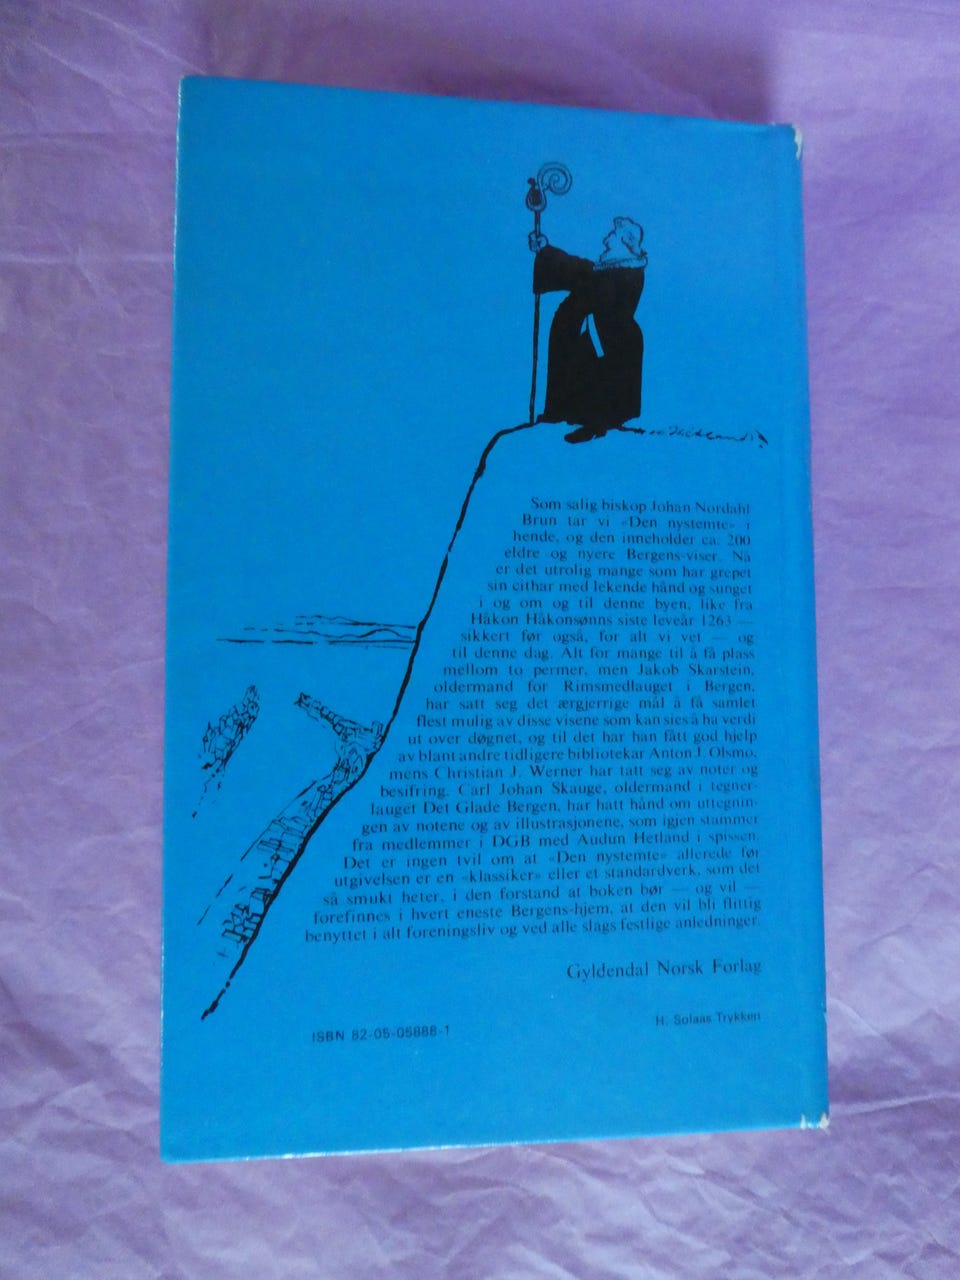 Som salig biskop Johan Nordahl
Brun tar vi «Den nystemte» i
hende, og den inneholder ca. 200
eldre og nyere Bergens-viser. Nå
er det utrolig mange som har grepet
sin cithar med lekende hånd og sunget
i og om og til denne byen, like fra
Håkon Håkonsønns siste leveår 1263 —
sikkert før også, for alt vi vet — og
til denne dag. Alt for mange til å få plass
mellom to permer, men Jakob Skarstein,
oldermand for Rimsmedlauget i Bergen,
har satt seg det ærgjerrige mål å få samlet
flest mulig av disse visene som kan sies å ha verdi
ut over døgnet, og til det har han fått god hjelp
av blant andre tidligere bibliotekar Anton J. Olsmo,
mens Christian J. Werner har tatt seg av noter og
besifring. Carl Johan Skauge, oldermand i tegner-
lauget Det Glade Bergen, har hatt hånd om uttegnin-
gen av notene og av illustrasjonene, som igjen stammer
fra medlemmer i DGB med Audun Hetland i spissen.
Det er ingen tvil om at «Den nystemte» allerede før
utgivelsen er en «klassiker» eller et standardverk, som det
så smukt heter, i den forstand at boken bør — og vil —
forefinnes i hvert eneste Bergens-hjem, at den vil bli flittig
benyttet i alt foreningsliv og ved alle slags festlige anledninger.
Gyldendal Norsk Forlag
H. Solaas Trykkeri
ISBN 82-05-05888-1